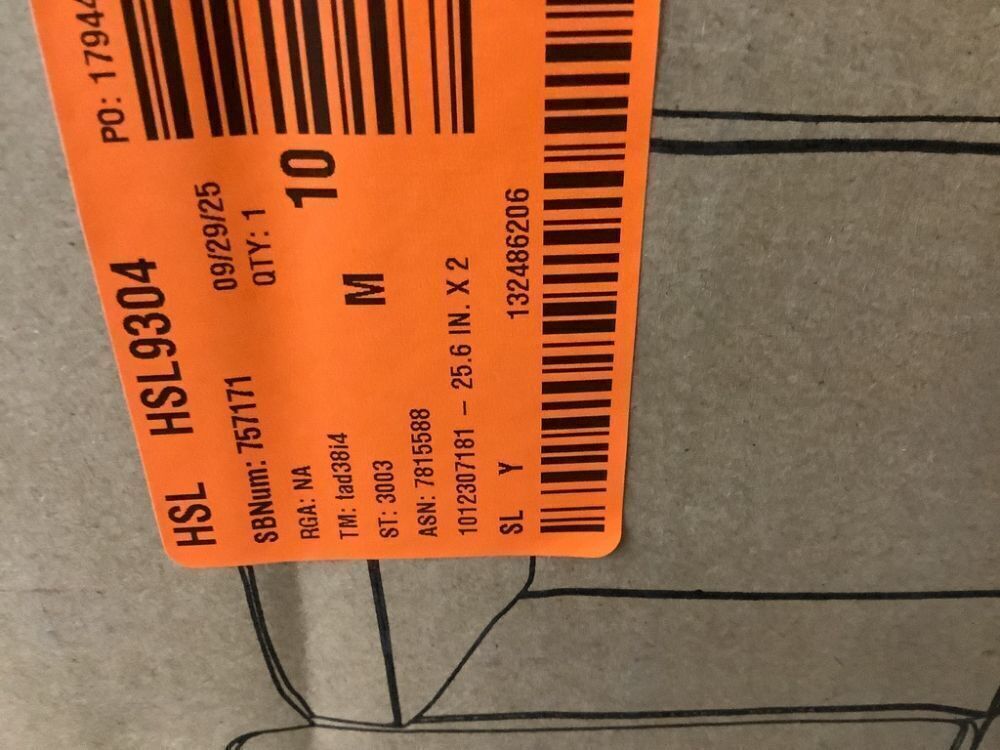 HSL HSL9304 PO: 17944
SBNum: 757171 09/29/25
RGA: NA QTY: 1
TM: tad38i4 10
ST: 3003 M
ASN: 7815588
1012307181 – 25.6 IN. X 2
SL Y 132486206